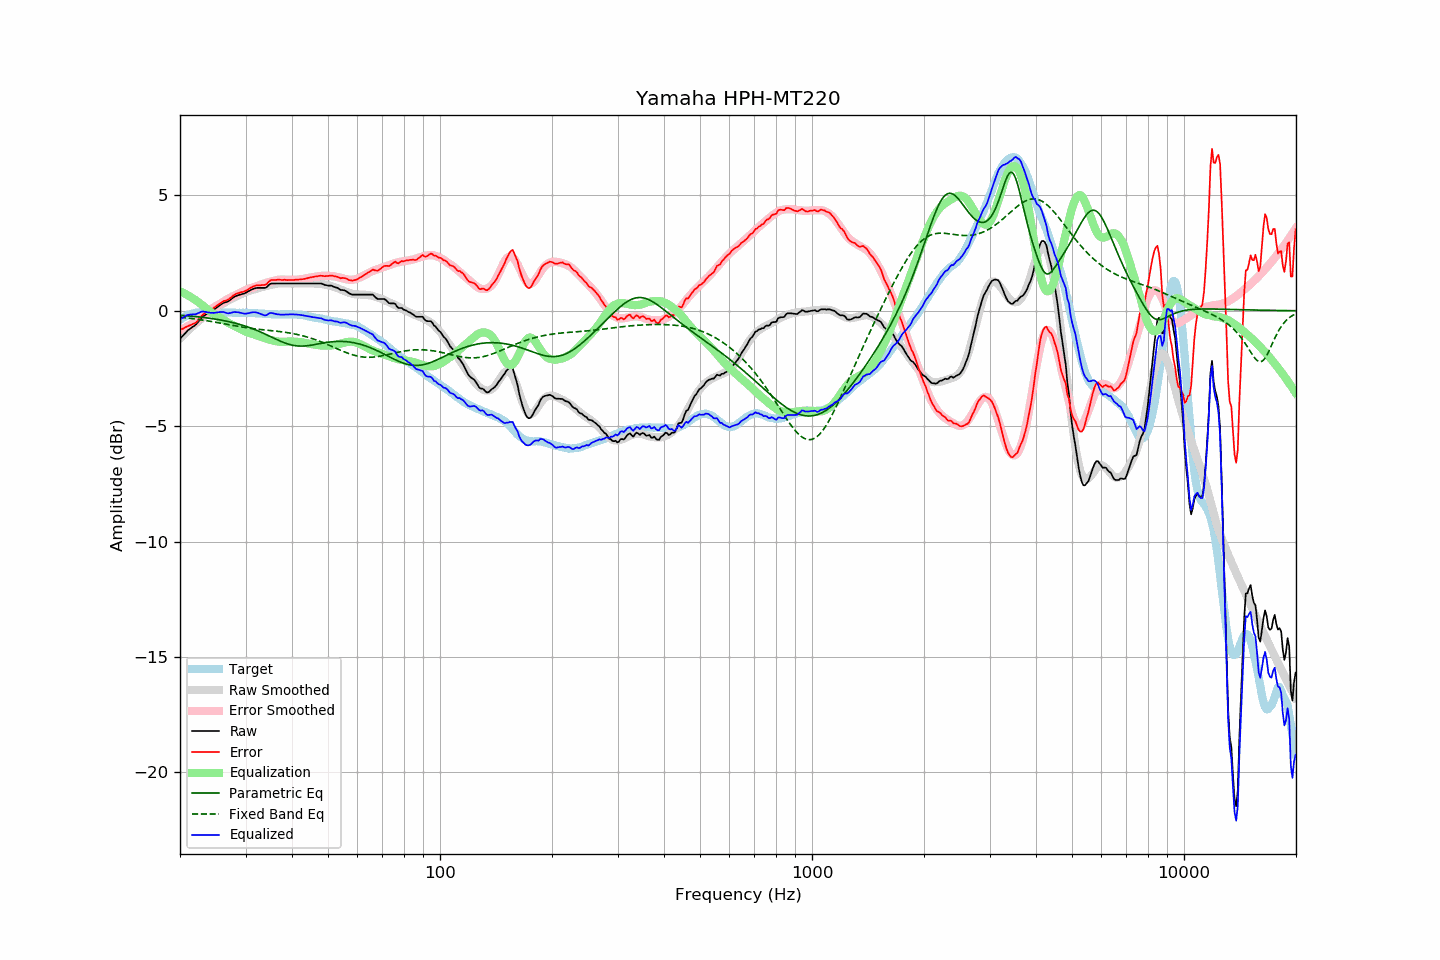 Yamaha HPH-MT220
Amplitude (dBr)
5
0
−5
−10
−15
−20
Target
Raw Smoothed
Error Smoothed
Raw
Error
Equalization
Parametric Eq
Fixed Band Eq
Equalized
100 1000 10000
Frequency (Hz)